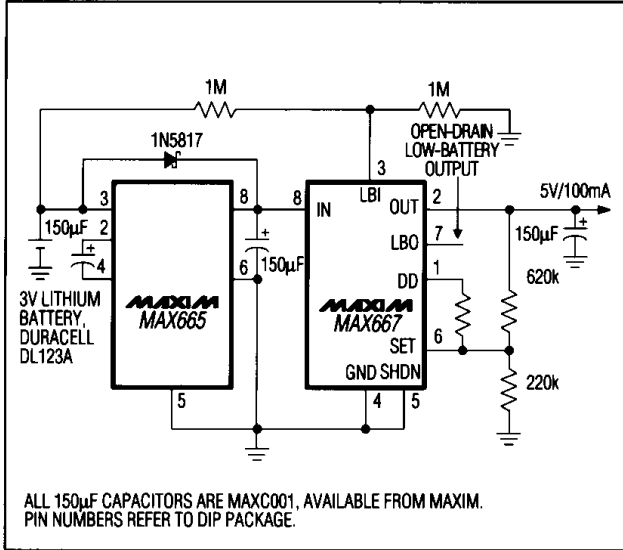 1M
1M
1N5817
OPEN-DRAIN
LOW-BATTERY
OUTPUT
3
LBI
3
8
8
IN
OUT
2
5V/100mA
150µF
2
4
+
+
150µF
6
LBO
7
150µF
+
DD
1
620k
3V LITHIUM
BATTERY,
DURACELL
DL123A
MAXIM
MAX665
MAXIM
MAX667
SET
6
GND SHDN
220k
5
4
5
ALL 150µF CAPACITORS ARE MAXC001, AVAILABLE FROM MAXIM.
PIN NUMBERS REFER TO DIP PACKAGE.